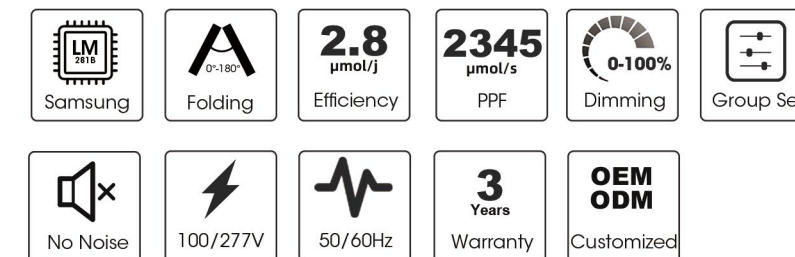 LM
281B
Samsung
0°-180°
Folding
2.8
μmol/j
Efficiency
2345
μmol/s
PPF
0-100%
Dimming
Group Se
No Noise
100/277V
50/60Hz
3
Years
Warranty
OEM
ODM
Customized